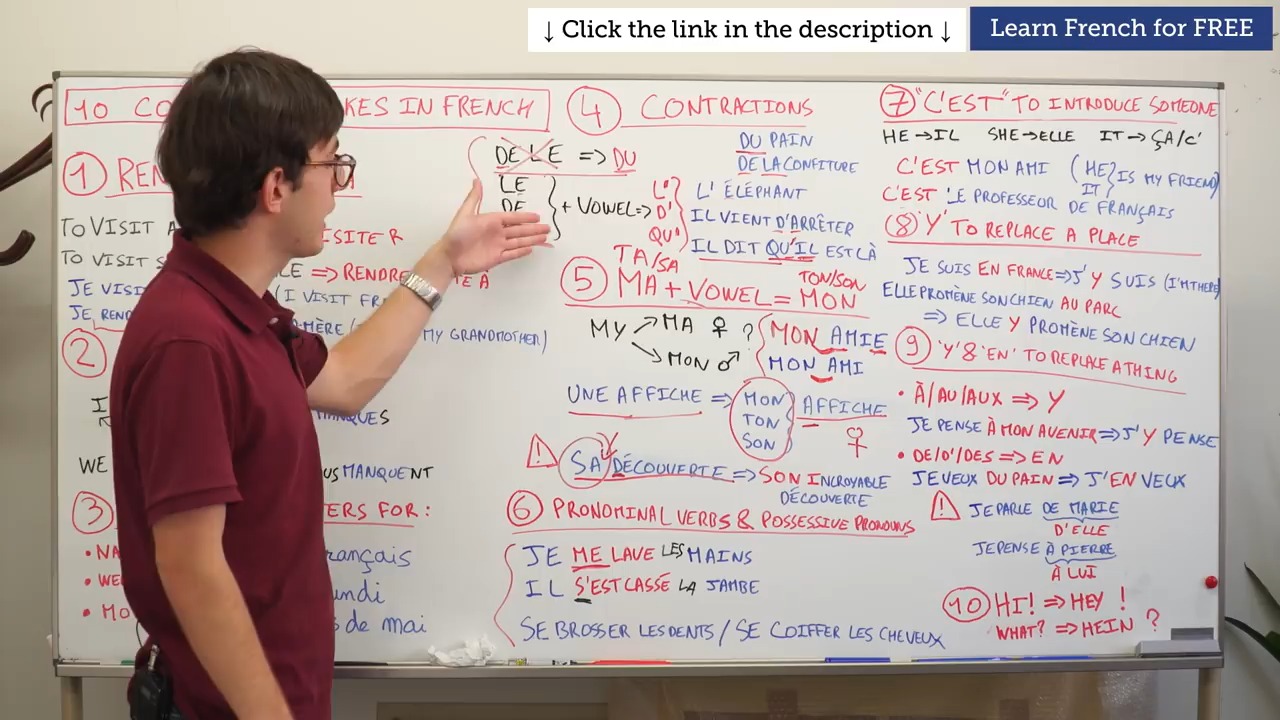 ↓ Click the link in the description ↓
Learn French for FREE
10 CO KES IN FRENCH
1 REN
TO VISIT A ISITER
TO VISIT S LE => RENDRE TE À
JE VISI (I VISIT FR
JE REND -MÈRE ( MY GRANDMOTHER)
2
I MANQUES
WE US MANQUENT
3 TERS FOR:
• NA rançais
• WE undi
• MO s de mai
4 CONTRACTIONS
DE LE => DU
DU PAIN
DE LA CONFITURE
LE
DE
+ VOWEL =>
L'
D'
QU'
L'ÉLÉPHANT
IL VIENT D'ARRÊTER
IL DIT QU'IL EST LÀ
TA/SA TON/SON
5 MA + VOWEL = MON
MY MA ♀ ? MON AMIE
MON ♂ MON AMI
UNE AFFICHE => MON
TON
SON
AFFICHE
♀
SA DÉCOUVERTE => SON INCROYABLE
DÉCOUVERTE
6 PRONOMINAL VERBS & POSSESSIVE PRONOUNS
JE ME LAVE LES MAINS
IL S'EST CASSÉ LA JAMBE
SE BROSSER LES DENTS / SE COIFFER LES CHEVEUX
7 "C'EST" TO INTRODUCE SOMEONE
HE → IL SHE → ELLE IT → ÇA/C'
C'EST MON AMI (HE IS MY FRIEND)
IT
C'EST LE PROFESSEUR DE FRANÇAIS
8 'Y' TO REPLACE A PLACE
JE SUIS EN FRANCE => J'Y SUIS (I'M THERE)
ELLE PROMÈNE SON CHIEN AU PARC
=> ELLE Y PROMÈNE SON CHIEN
9 'Y' & 'EN' TO REPLACE A THING
• À/AU/AUX => Y
JE PENSE À MON AVENIR => J'Y PENSE
• DE/D'/DES => EN
JE VEUX DU PAIN => J'EN VEUX
JE PARLE DE MARIE
D'ELLE
JE PENSE À PIERRE
À LUI
10 HI! => HEY !
WHAT? => HEIN ?